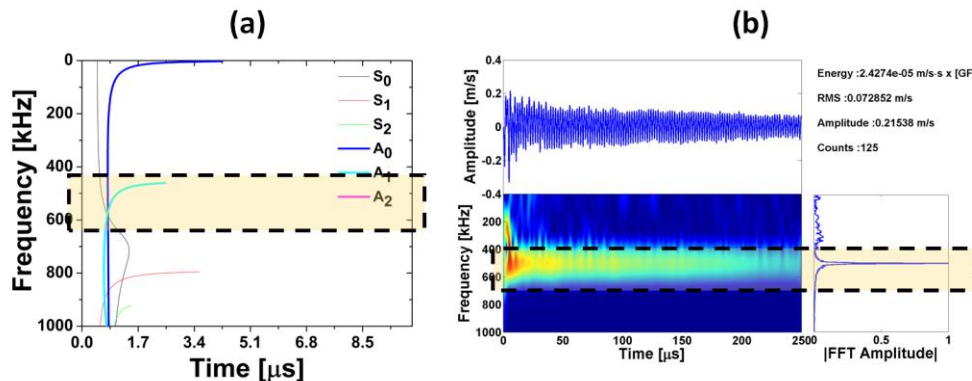 (a)
0
200
400
600
800
1000
Frequency [kHz]
0.0 1.7 3.4 5.1 6.8 8.5
Time [μs]
S0
S1
S2
A0
A1
A2
(b)
0.4
0.2
0
-0.2
-0.4
Amplitude [m/s]
Energy :2.4274e-05 m/s-s x [GF
RMS :0.072852 m/s
Amplitude :0.21538 m/s
Counts :125
200
400
600
800
1000
Frequency [kHz]
0 50 100 150 200 250
Time [μs]
0 0.5 1
|FFT Amplitude|